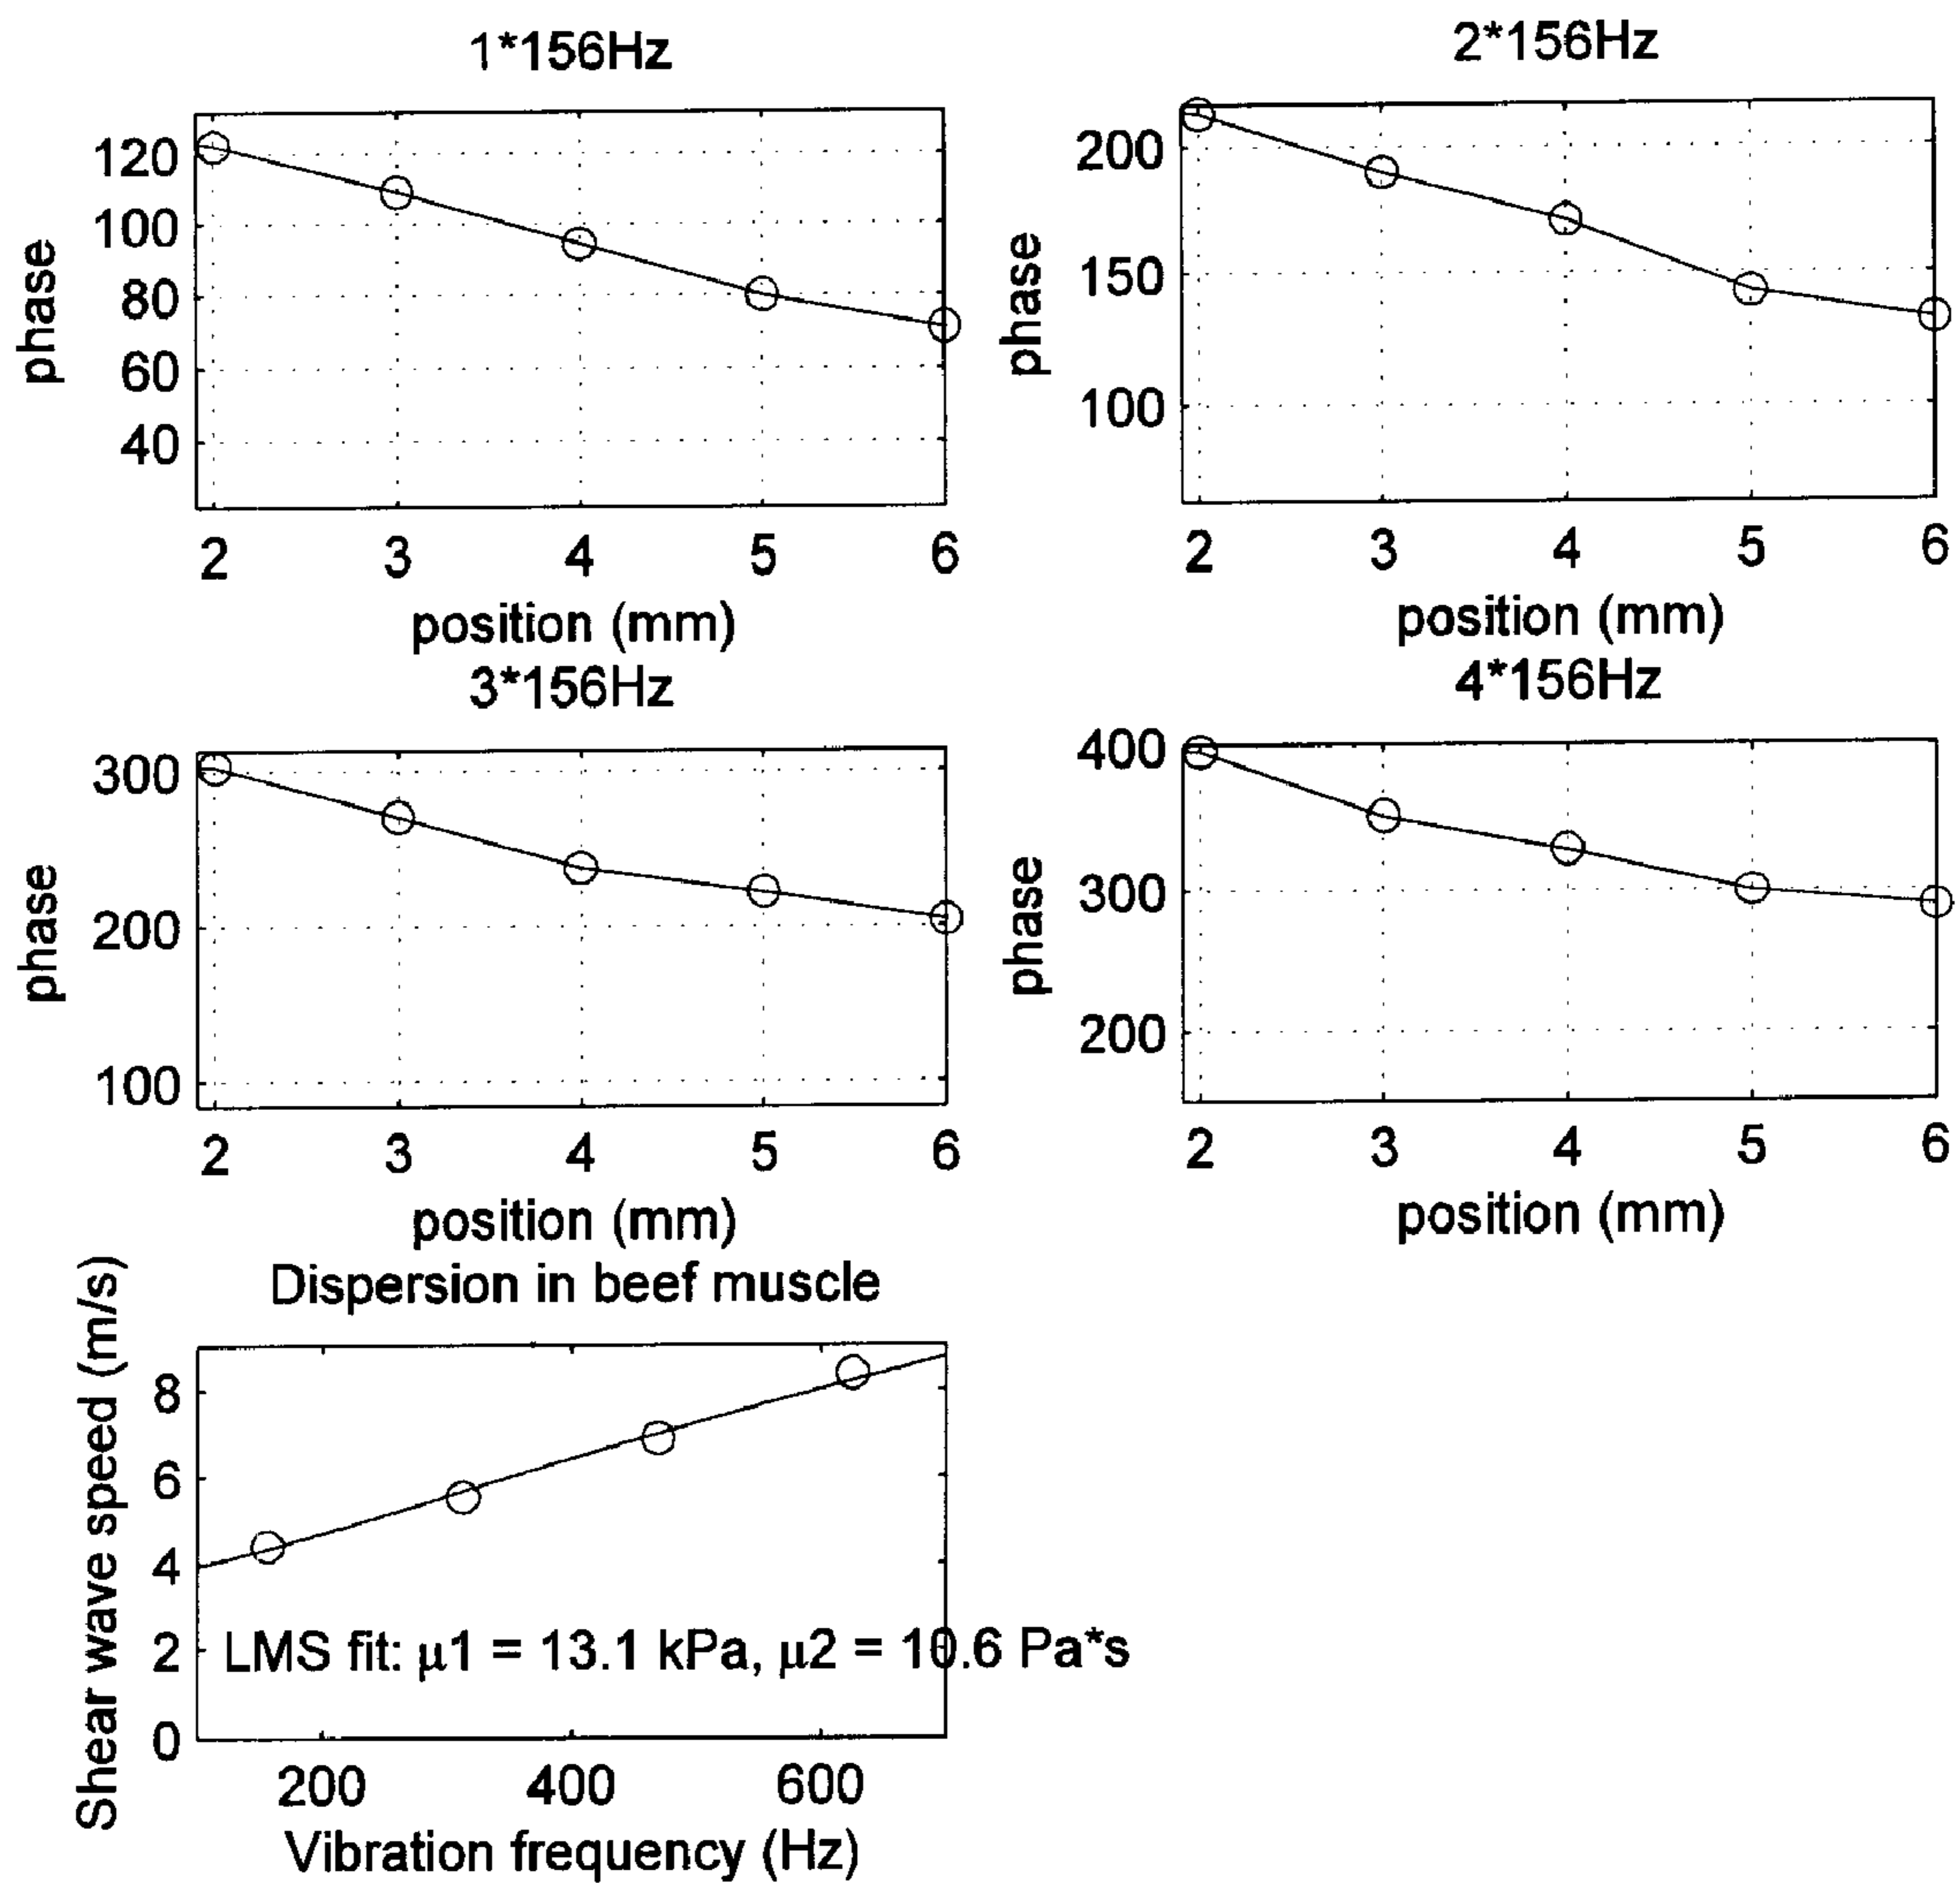 1*156Hz
120
100
80
60
40
phase
2 3 4 5 6
position (mm)
2*156Hz
200
150
100
phase
2 3 4 5 6
position (mm)
3*156Hz
300
200
100
phase
2 3 4 5 6
position (mm)
4*156Hz
400
300
200
phase
2 3 4 5 6
position (mm)
Dispersion in beef muscle
Shear wave speed (m/s)
8
6
4
2
0
LMS fit: μ1 = 13.1 kPa, μ2 = 10.6 Pa*s
200 400 600
Vibration frequency (Hz)